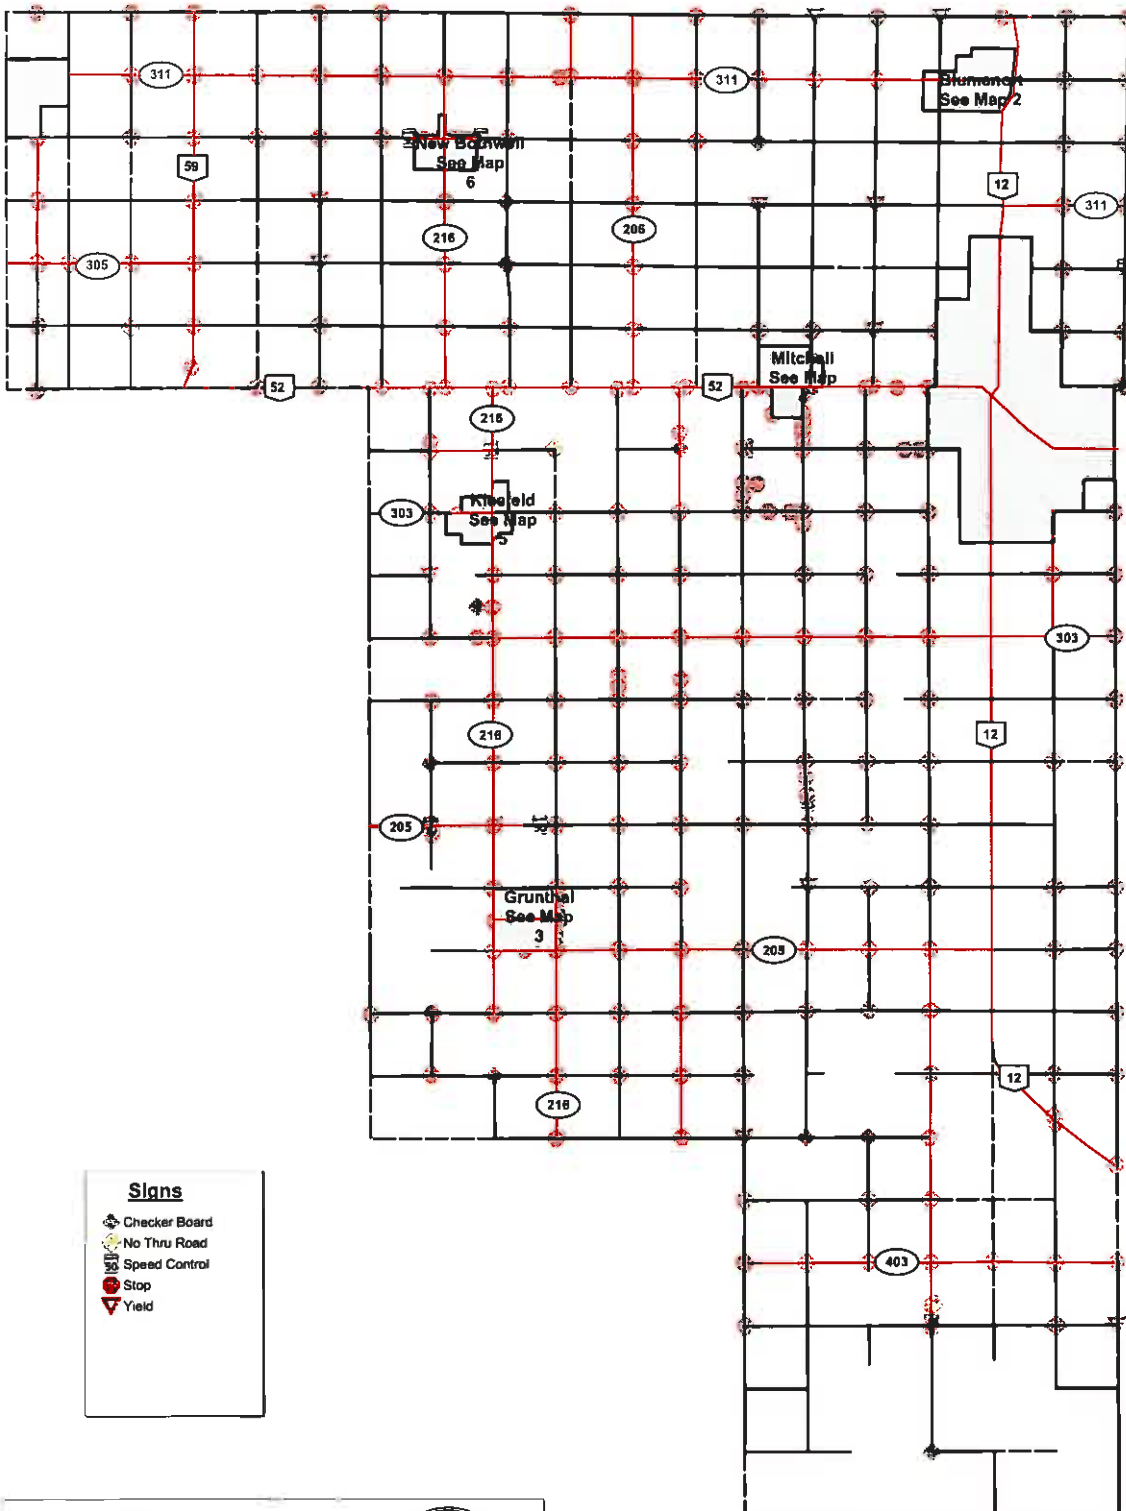 311
311
Blumenort
See Map 2
New Bothwell
See Map
6
59
12
311
216
206
305
Mitchell
See Map
52
52
216
Kleefeld
See Map
5
303
303
216
12
205
Grunthal
See Map
3
205
12
216
Signs
Checker Board
No Thru Road
50 Speed Control
Stop
Yield
403